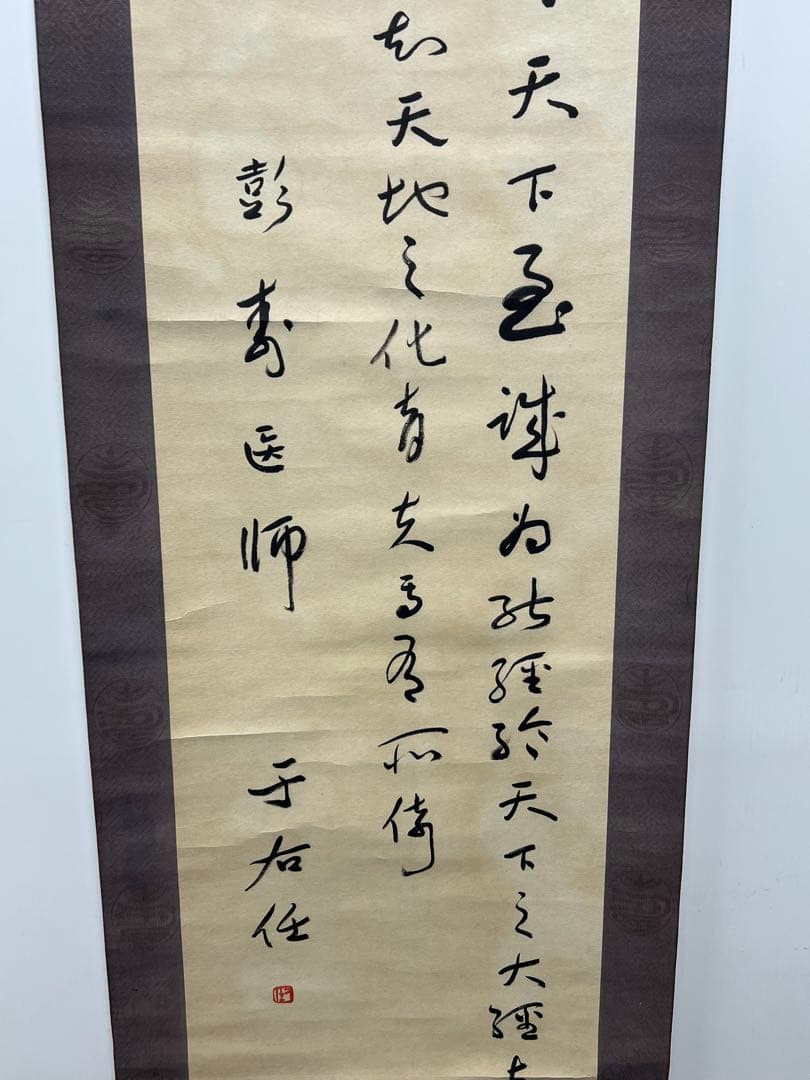 天下至誠為能經綸天下之大經
知天地之化育夫焉有所倚
彭壽医師
于右任